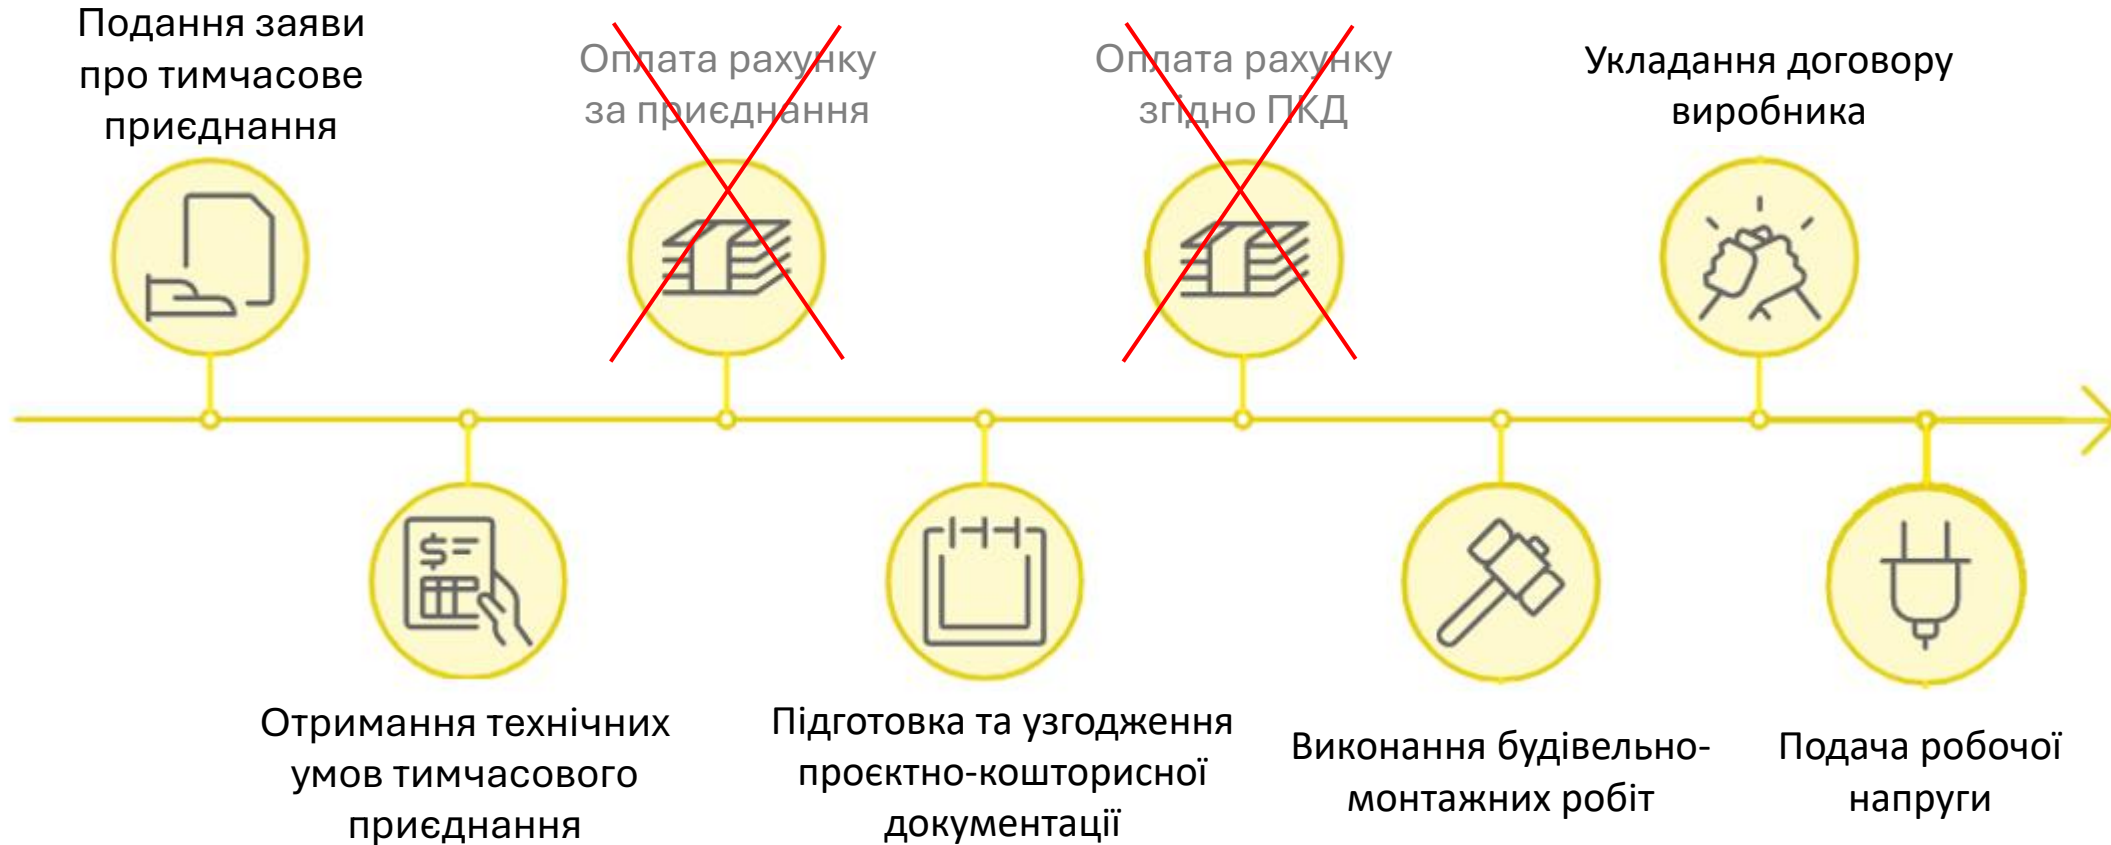 Подання заяви
про тимчасове
приєднання
Отримання технічних
умов тимчасового
приєднання
Оплата рахунку
за приєднання
Підготовка та узгодження
проєктно-кошторисної
документації
Оплата рахунку
згідно ПКД
Виконання будівельно-
монтажних робіт
Укладання договору
виробника
Подача робочої
напруги
$